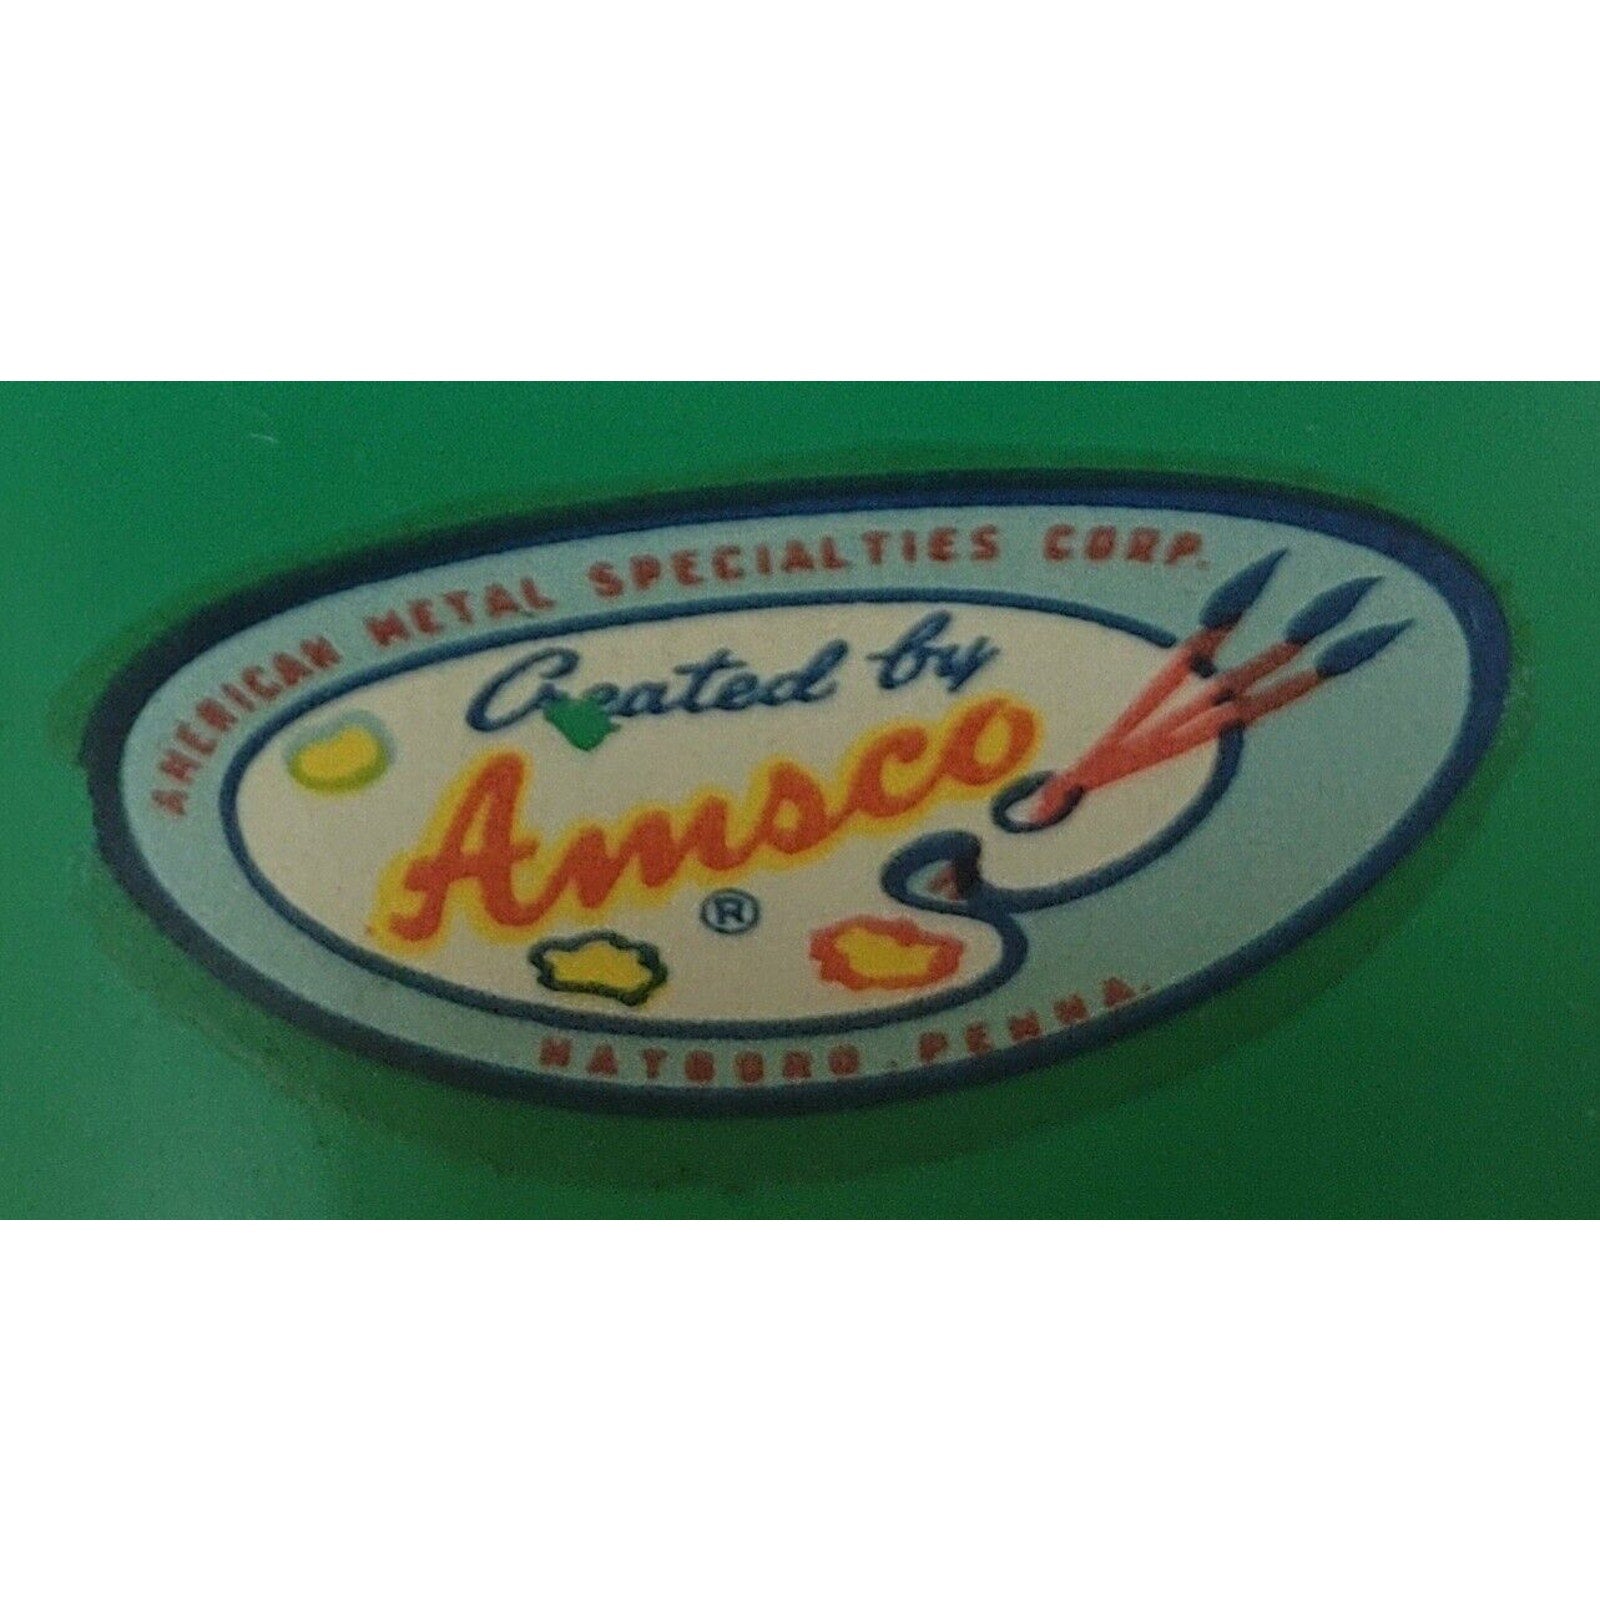 AMERICAN METAL SPECIALTIES CORP.
Created by
Amsco
®
HATBORO. PENNA.